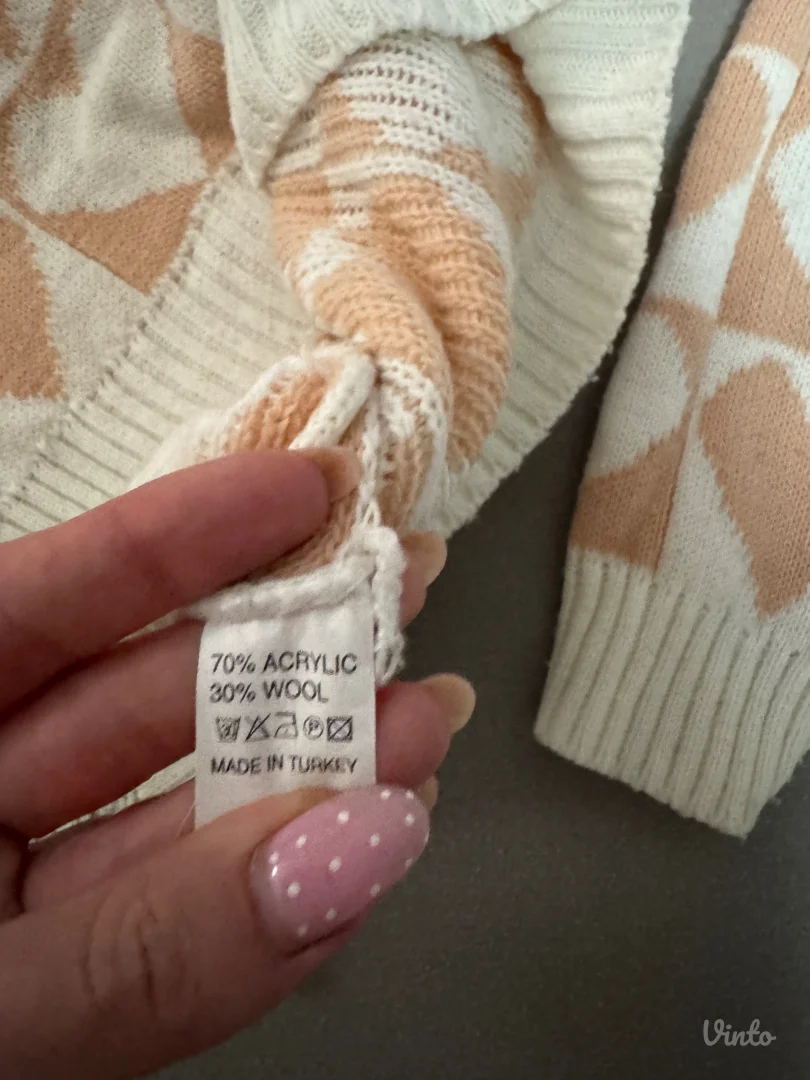 70% ACRYLIC
30% WOOL
MADE IN TURKEY
Vinto